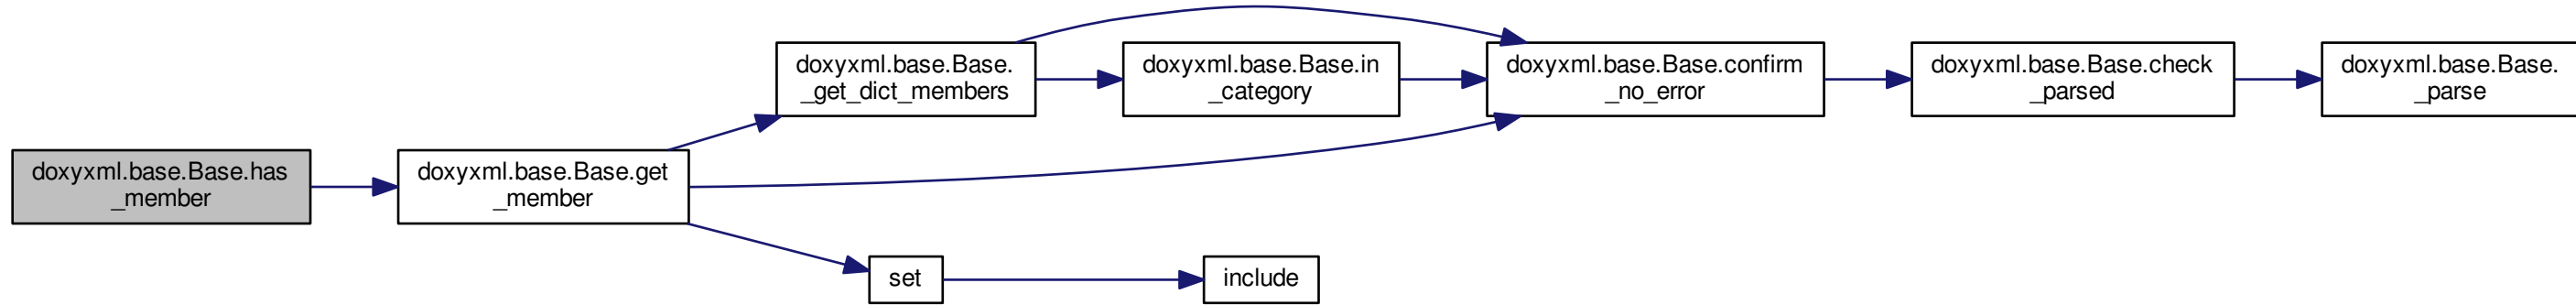 doxyxml.base.Base.has
_member
doxyxml.base.Base.get
_member
doxyxml.base.Base.
_get_dict_members
doxyxml.base.Base.in
_category
doxyxml.base.Base.confirm
_no_error
doxyxml.base.Base.check
_parsed
doxyxml.base.Base.
_parse
set
include